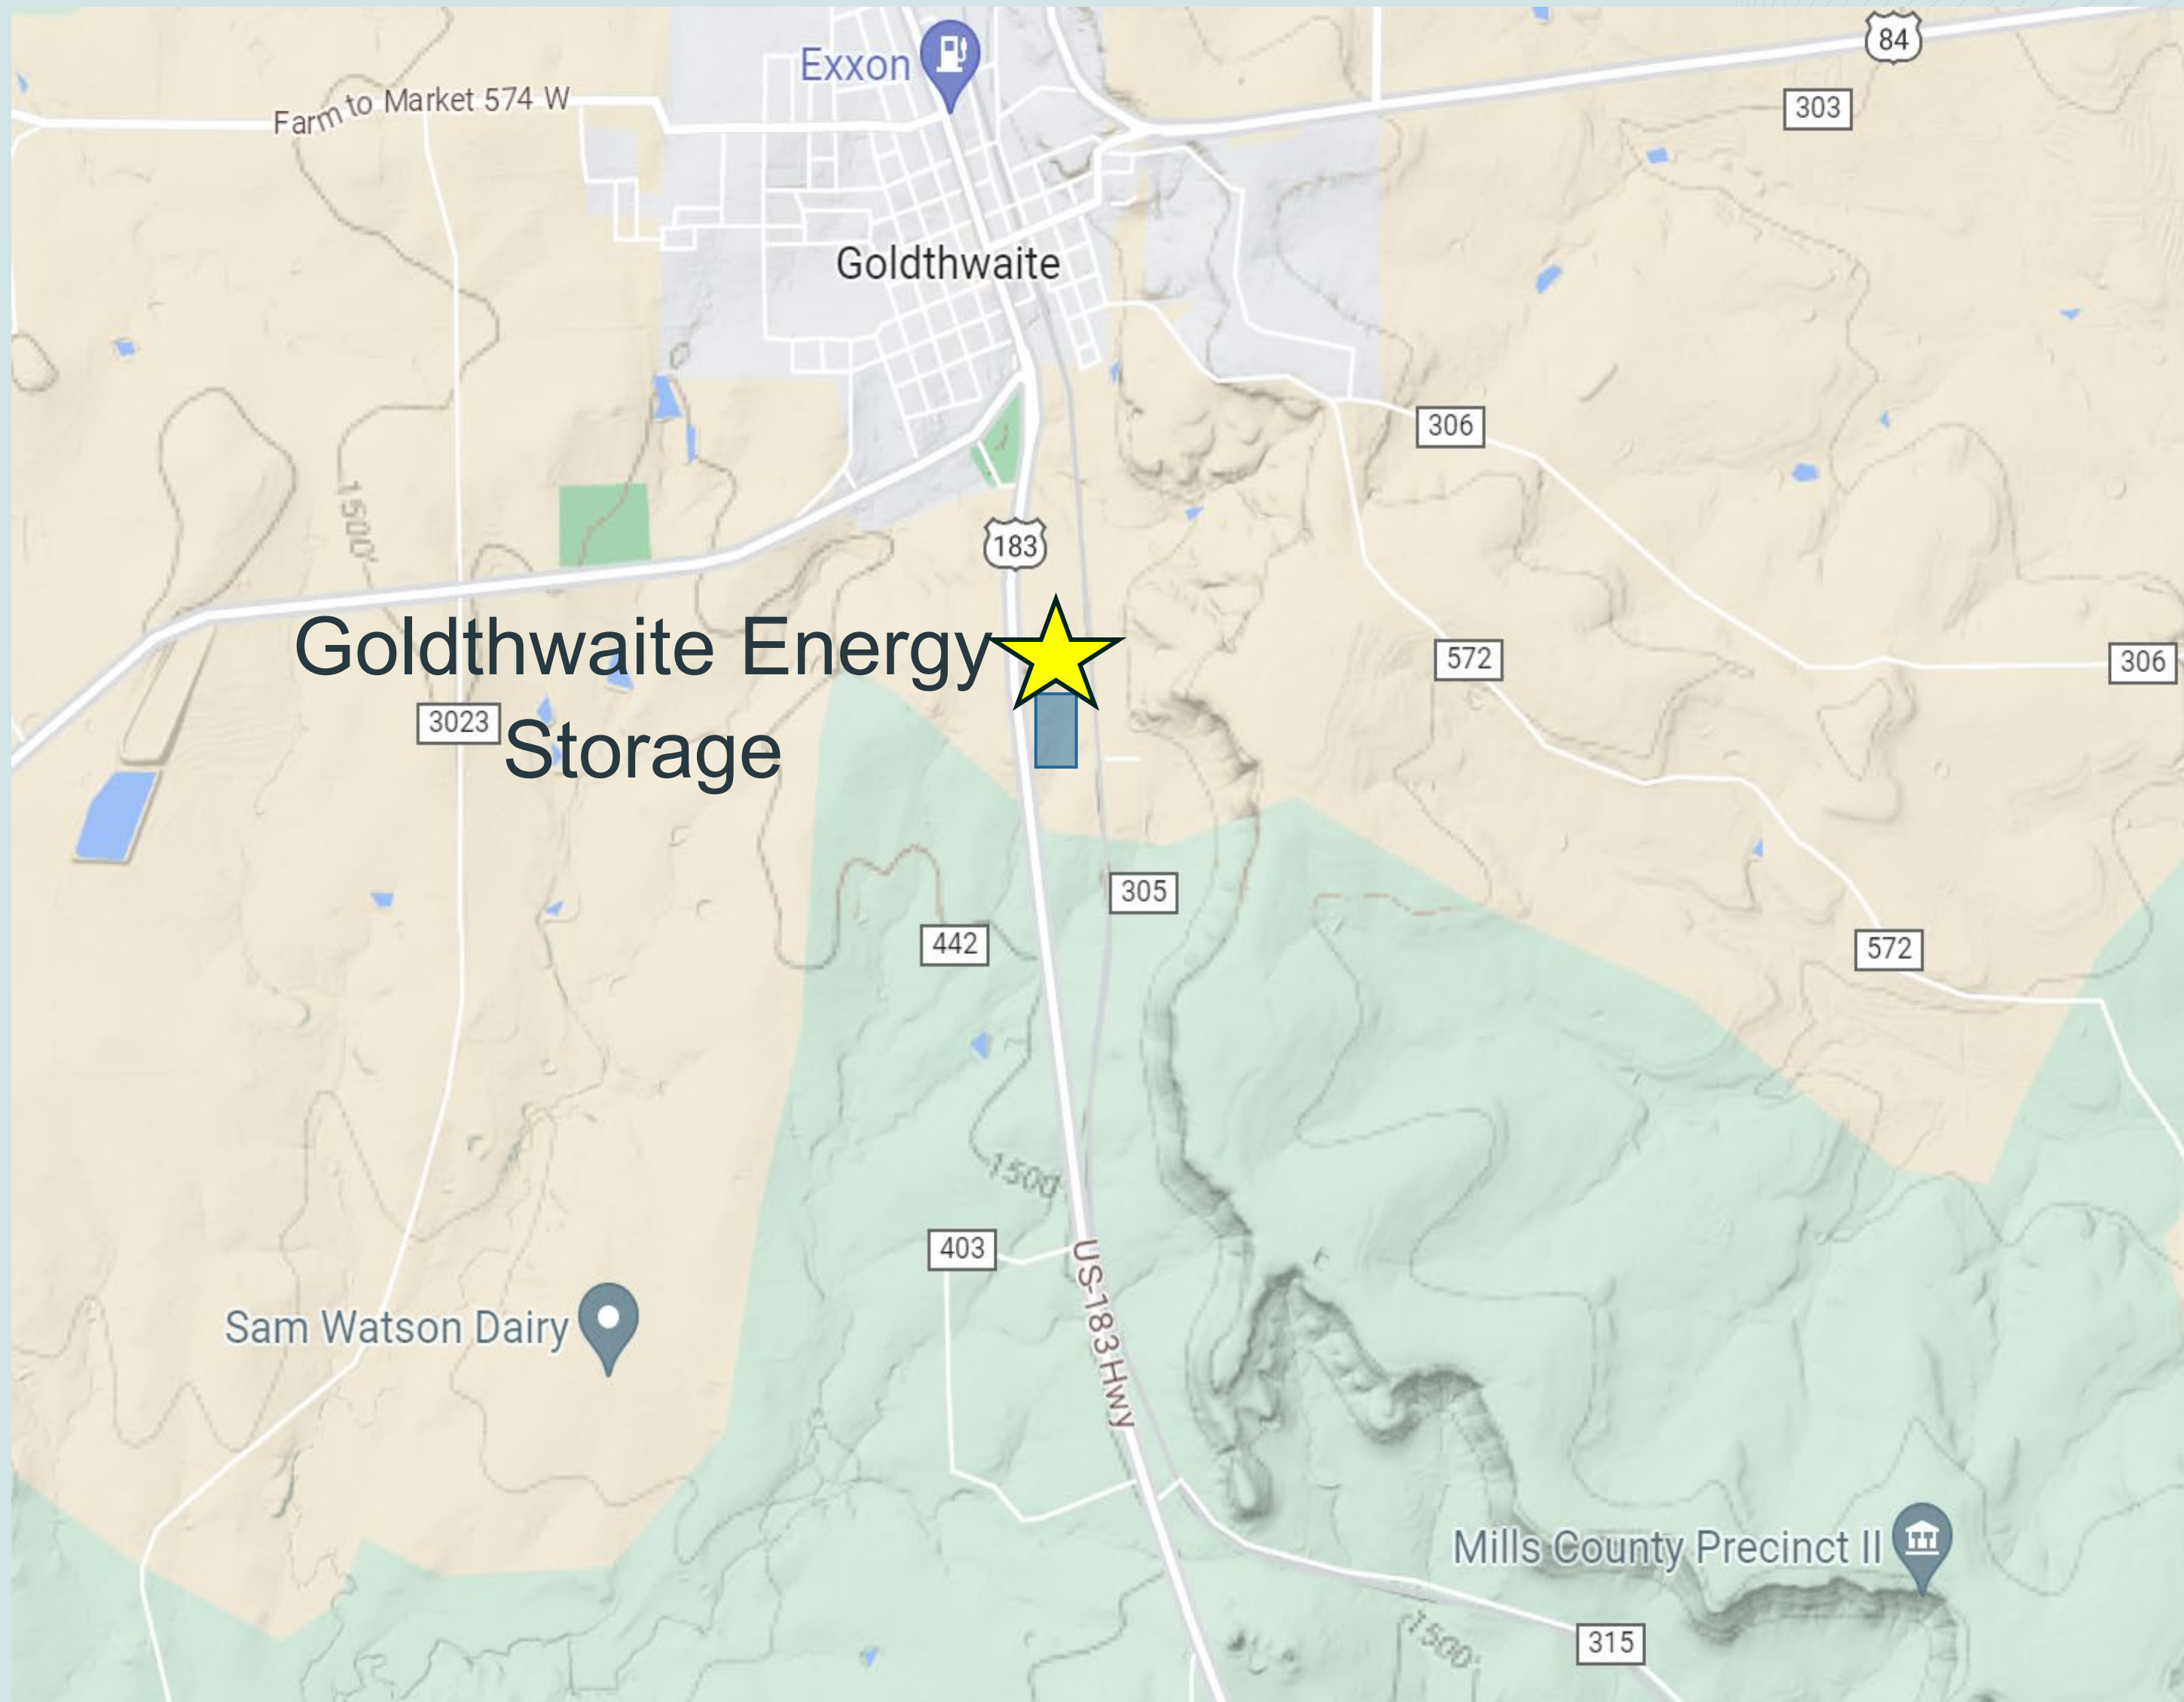 84
Exxon
303
Farm to Market 574 W
Goldthwaite
306
1500'
183
Goldthwaite Energy
Storage
572
306
3023
305
442
572
1500'
403
US-183 Hwy
Sam Watson Dairy
Mills County Precinct II
315
1500'